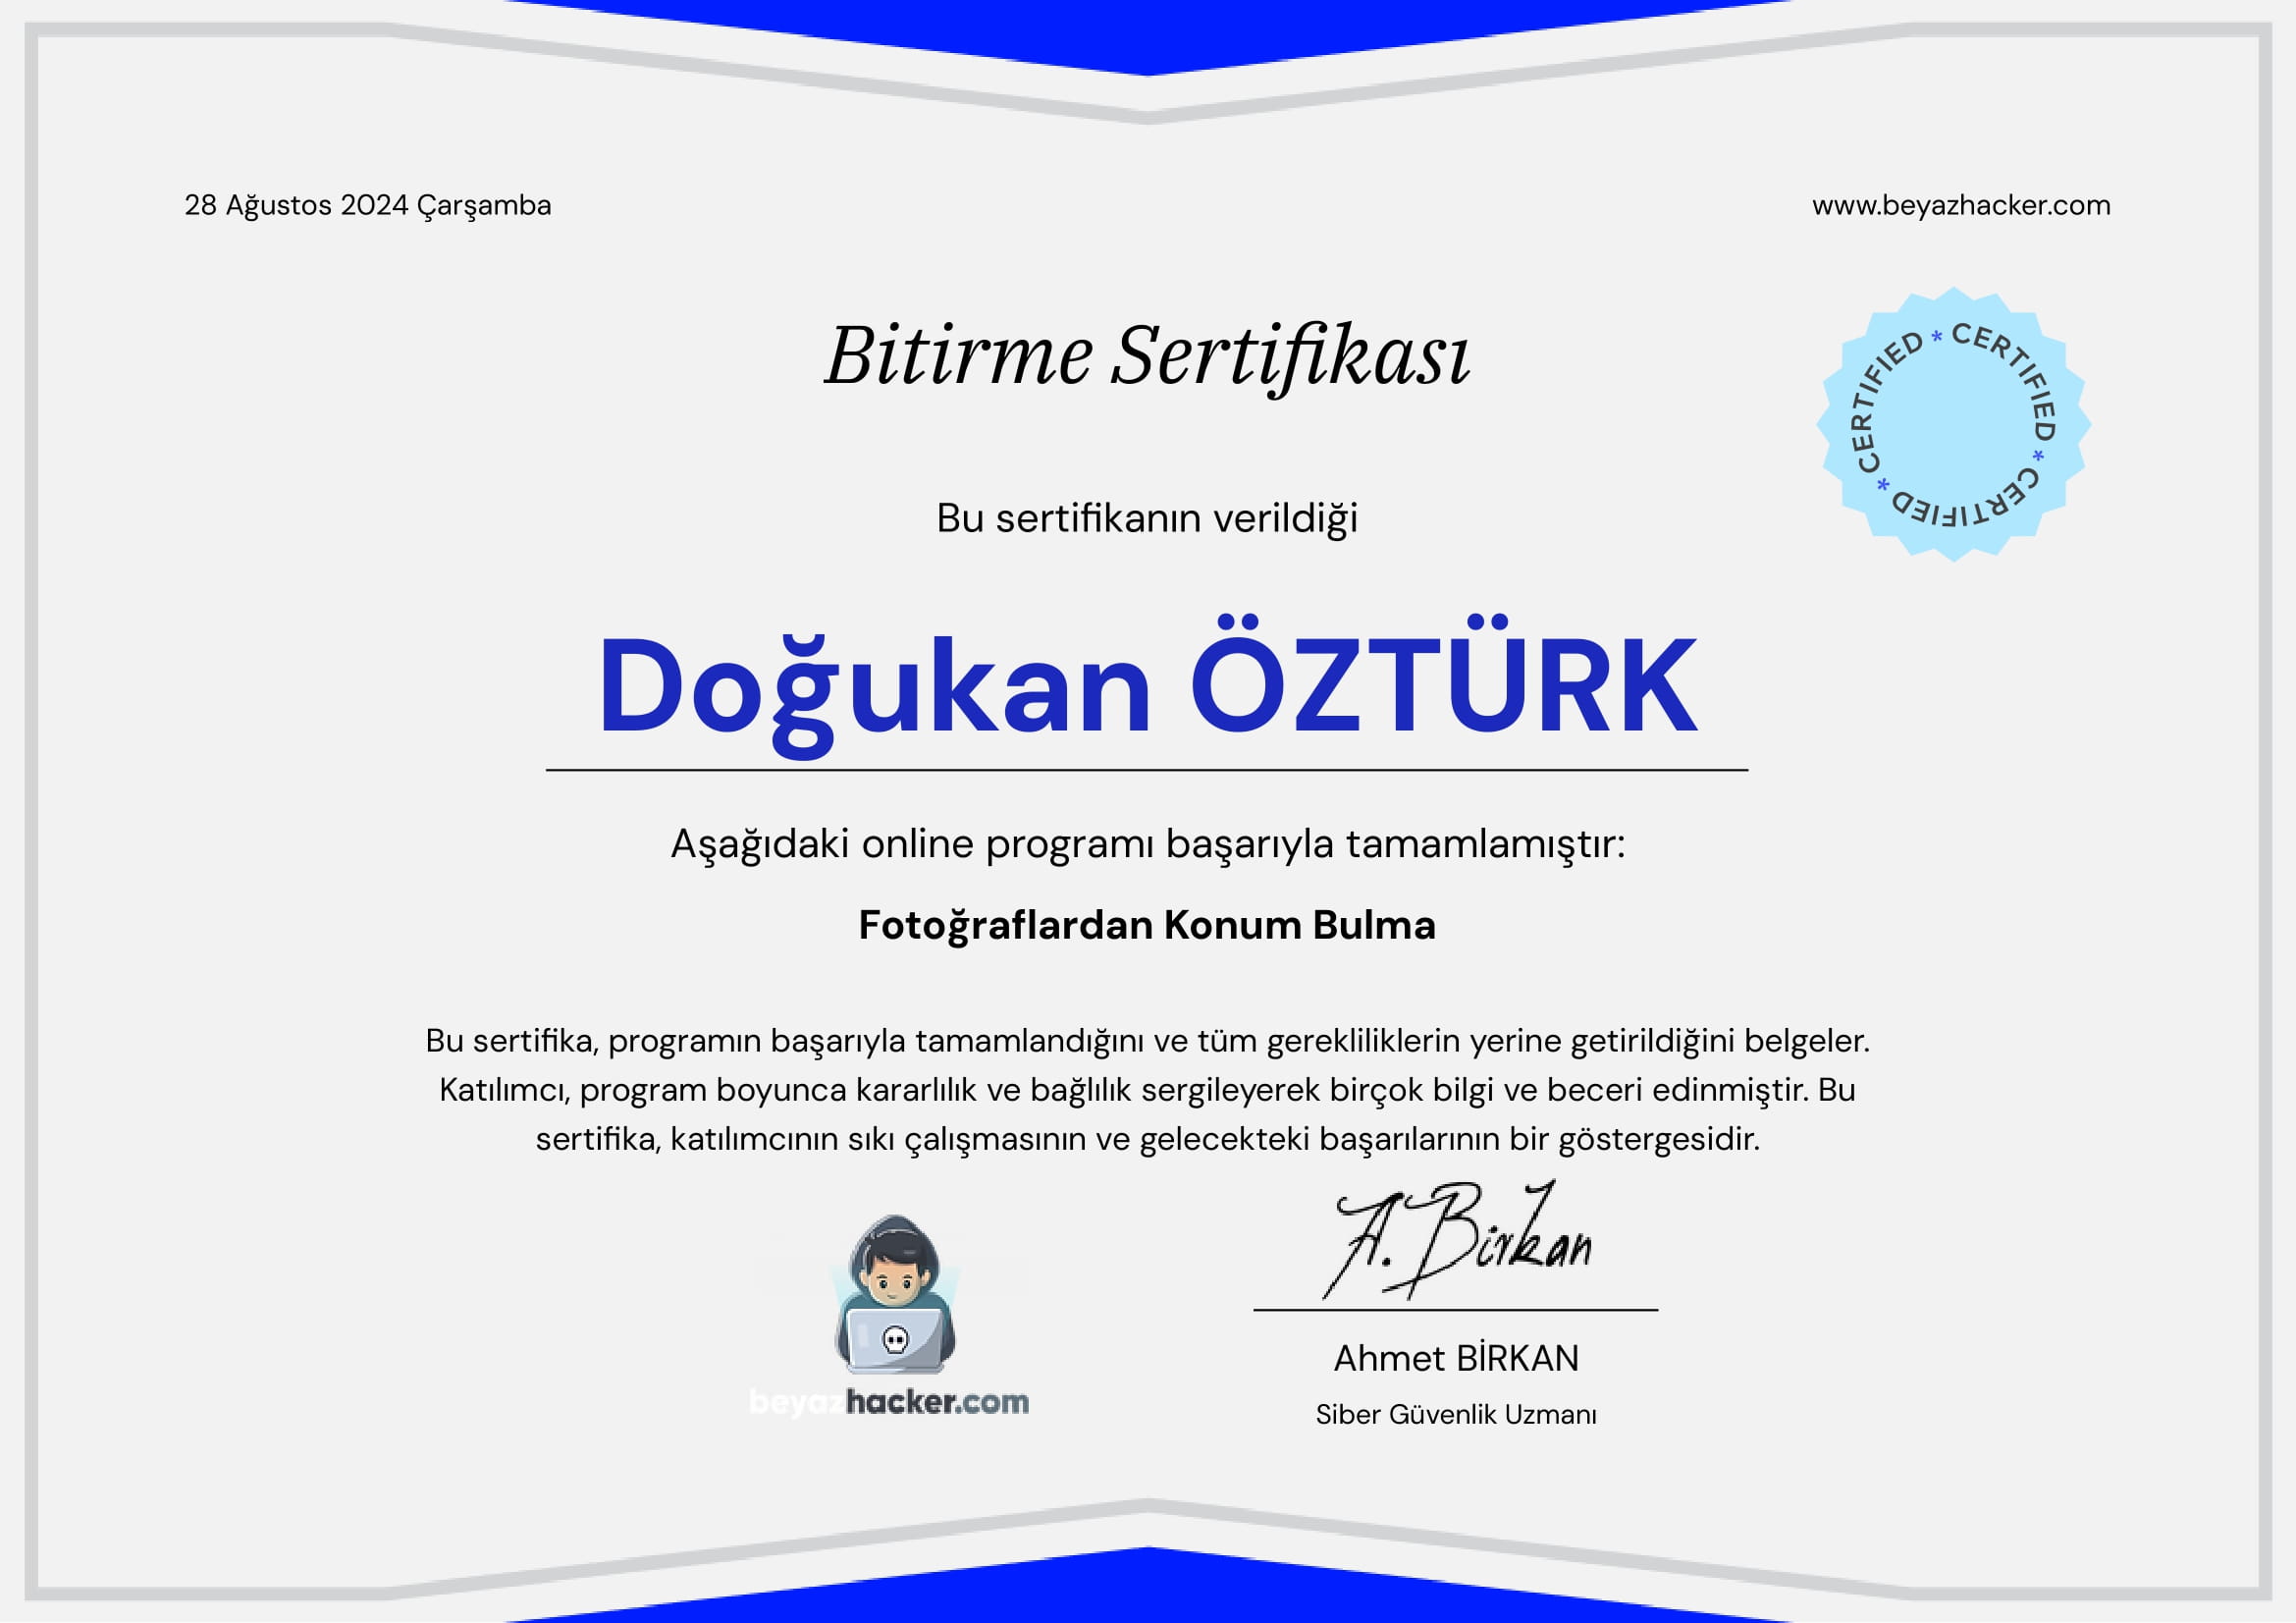 28 Ağustos 2024 Çarşamba
www.beyazhacker.com
Bitirme Sertifikası
CERTIFIED * CERTIFIED * CERTIFIED *
Bu sertifikanın verildiği
Doğukan ÖZTÜRK
Aşağıdaki online programı başarıyla tamamlamıştır:
Fotoğraflardan Konum Bulma
Bu sertifika, programın başarıyla tamamlandığını ve tüm gerekliliklerin yerine getirildiğini belgeler.
Katılımcı, program boyunca kararlılık ve bağlılık sergileyerek birçok bilgi ve beceri edinmiştir. Bu
sertifika, katılımcının sıkı çalışmasının ve gelecekteki başarılarının bir göstergesidir.
A. Birkan
beyazhacker.com
Ahmet BİRKAN
Siber Güvenlik Uzmanı